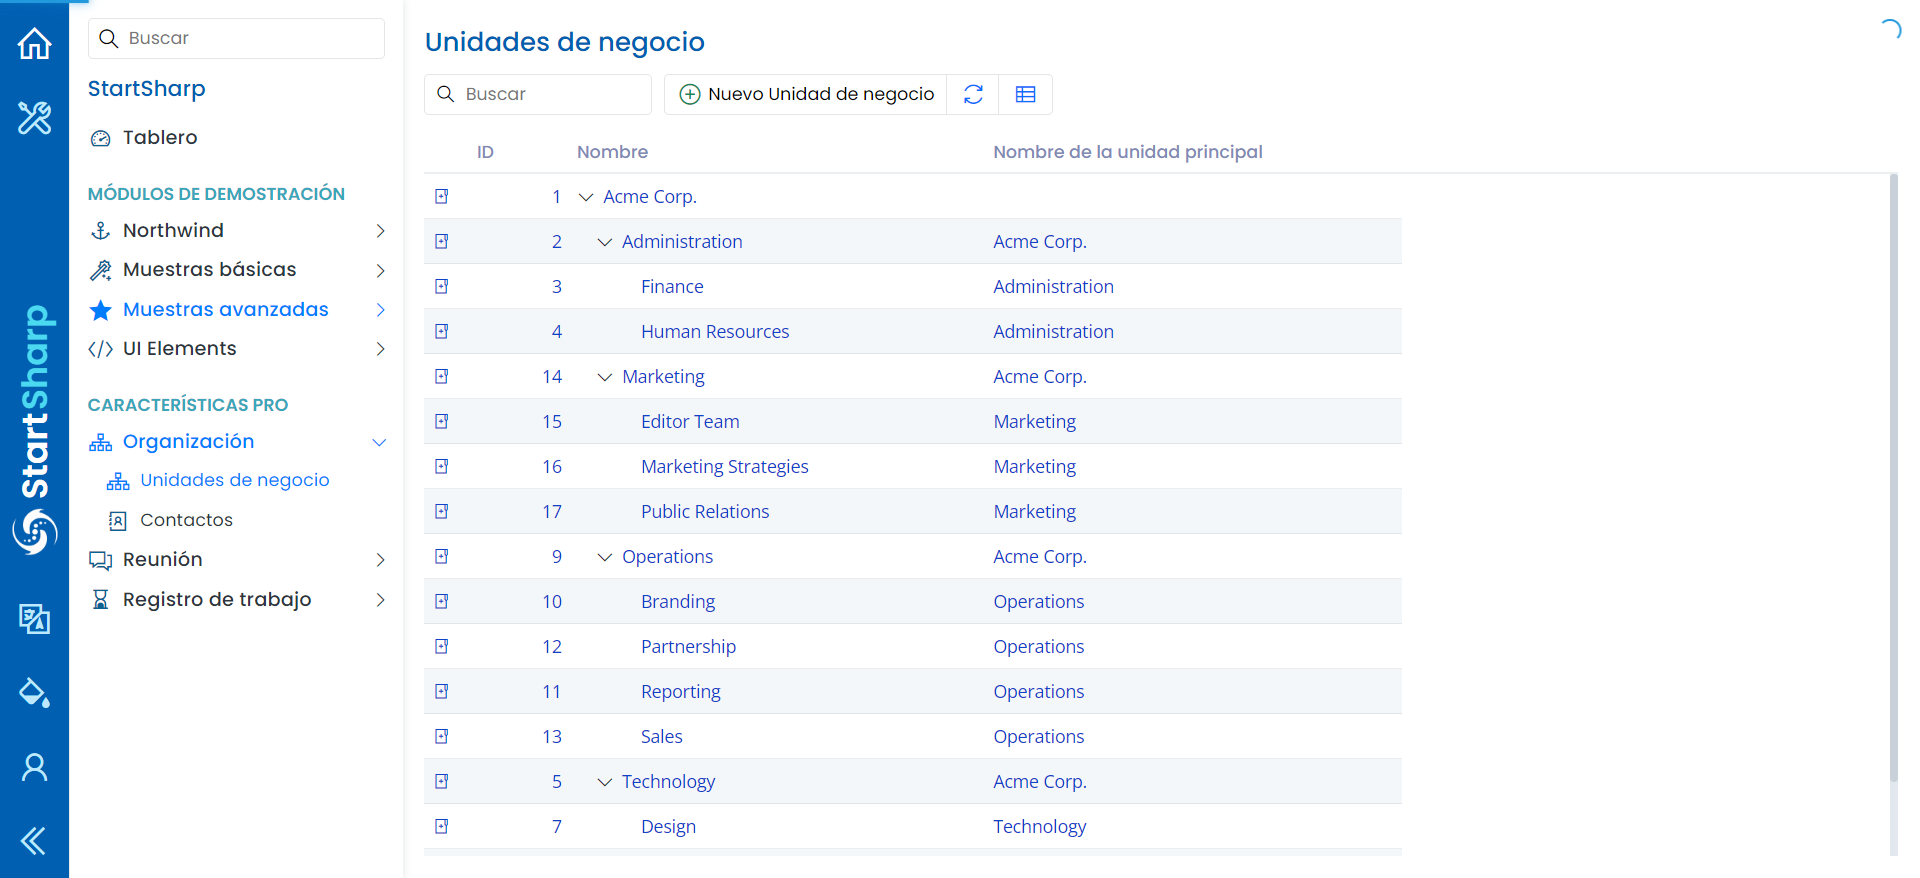 StartSharp
Buscar
StartSharp
Tablero
MÓDULOS DE DEMOSTRACIÓN
Northwind
Muestras básicas
Muestras avanzadas
UI Elements
CARACTERÍSTICAS PRO
Organización
Unidades de negocio
Contactos
Reunión
Registro de trabajo
Unidades de negocio
Buscar
Nuevo Unidad de negocio
ID Nombre Nombre de la unidad principal
1 Acme Corp.
2 Administration Acme Corp.
3 Finance Administration
4 Human Resources Administration
14 Marketing Acme Corp.
15 Editor Team Marketing
16 Marketing Strategies Marketing
17 Public Relations Marketing
9 Operations Acme Corp.
10 Branding Operations
12 Partnership Operations
11 Reporting Operations
13 Sales Operations
5 Technology Acme Corp.
7 Design Technology